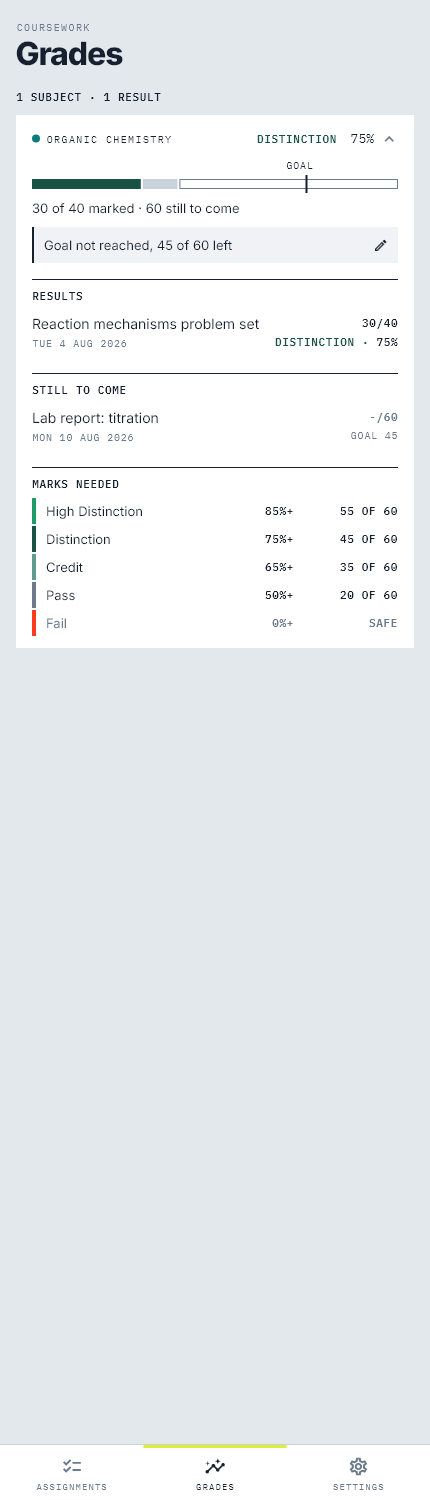 COURSEWORK
Grades
1 SUBJECT · 1 RESULT
ORGANIC CHEMISTRY DISTINCTION 75%
GOAL
30 of 40 marked · 60 still to come
Goal not reached, 45 of 60 left
RESULTS
Reaction mechanisms problem set 30/40
TUE 4 AUG 2026 DISTINCTION · 75%
STILL TO COME
Lab report: titration -/60
MON 10 AUG 2026 GOAL 45
MARKS NEEDED
High Distinction 85%+ 55 OF 60
Distinction 75%+ 45 OF 60
Credit 65%+ 35 OF 60
Pass 50%+ 20 OF 60
Fail 0%+ SAFE
ASSIGNMENTS GRADES SETTINGS